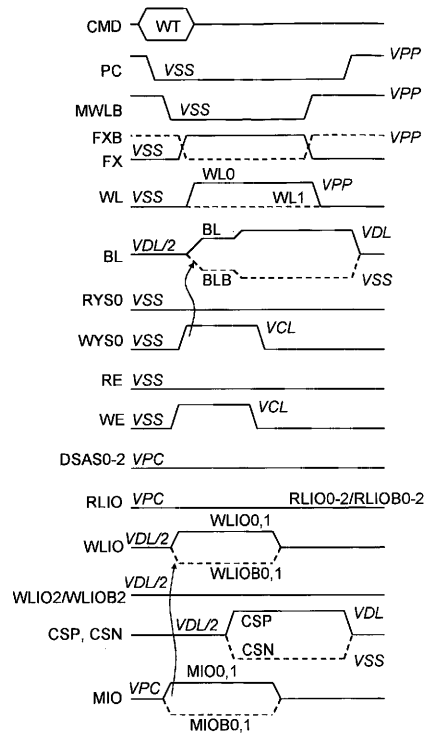 CMD WT
PC VSS VPP
MWLB VSS VPP
FXB VPP
FX VSS
WL VSS WL0 WL1 VPP
BL VDL/2 BL VDL
BLB VSS
RYS0 VSS
WYS0 VSS VCL
RE VSS
WE VSS VCL
DSAS0-2 VPC
RLIO VPC RLIO0-2/RLIOB0-2
WLIO VDL/2 WLIO0,1
WLIOB0,1
WLIO2/WLIOB2 VDL/2
CSP, CSN VDL/2 CSP VDL
CSN VSS
MIO VPC MIO0,1
MIOB0,1